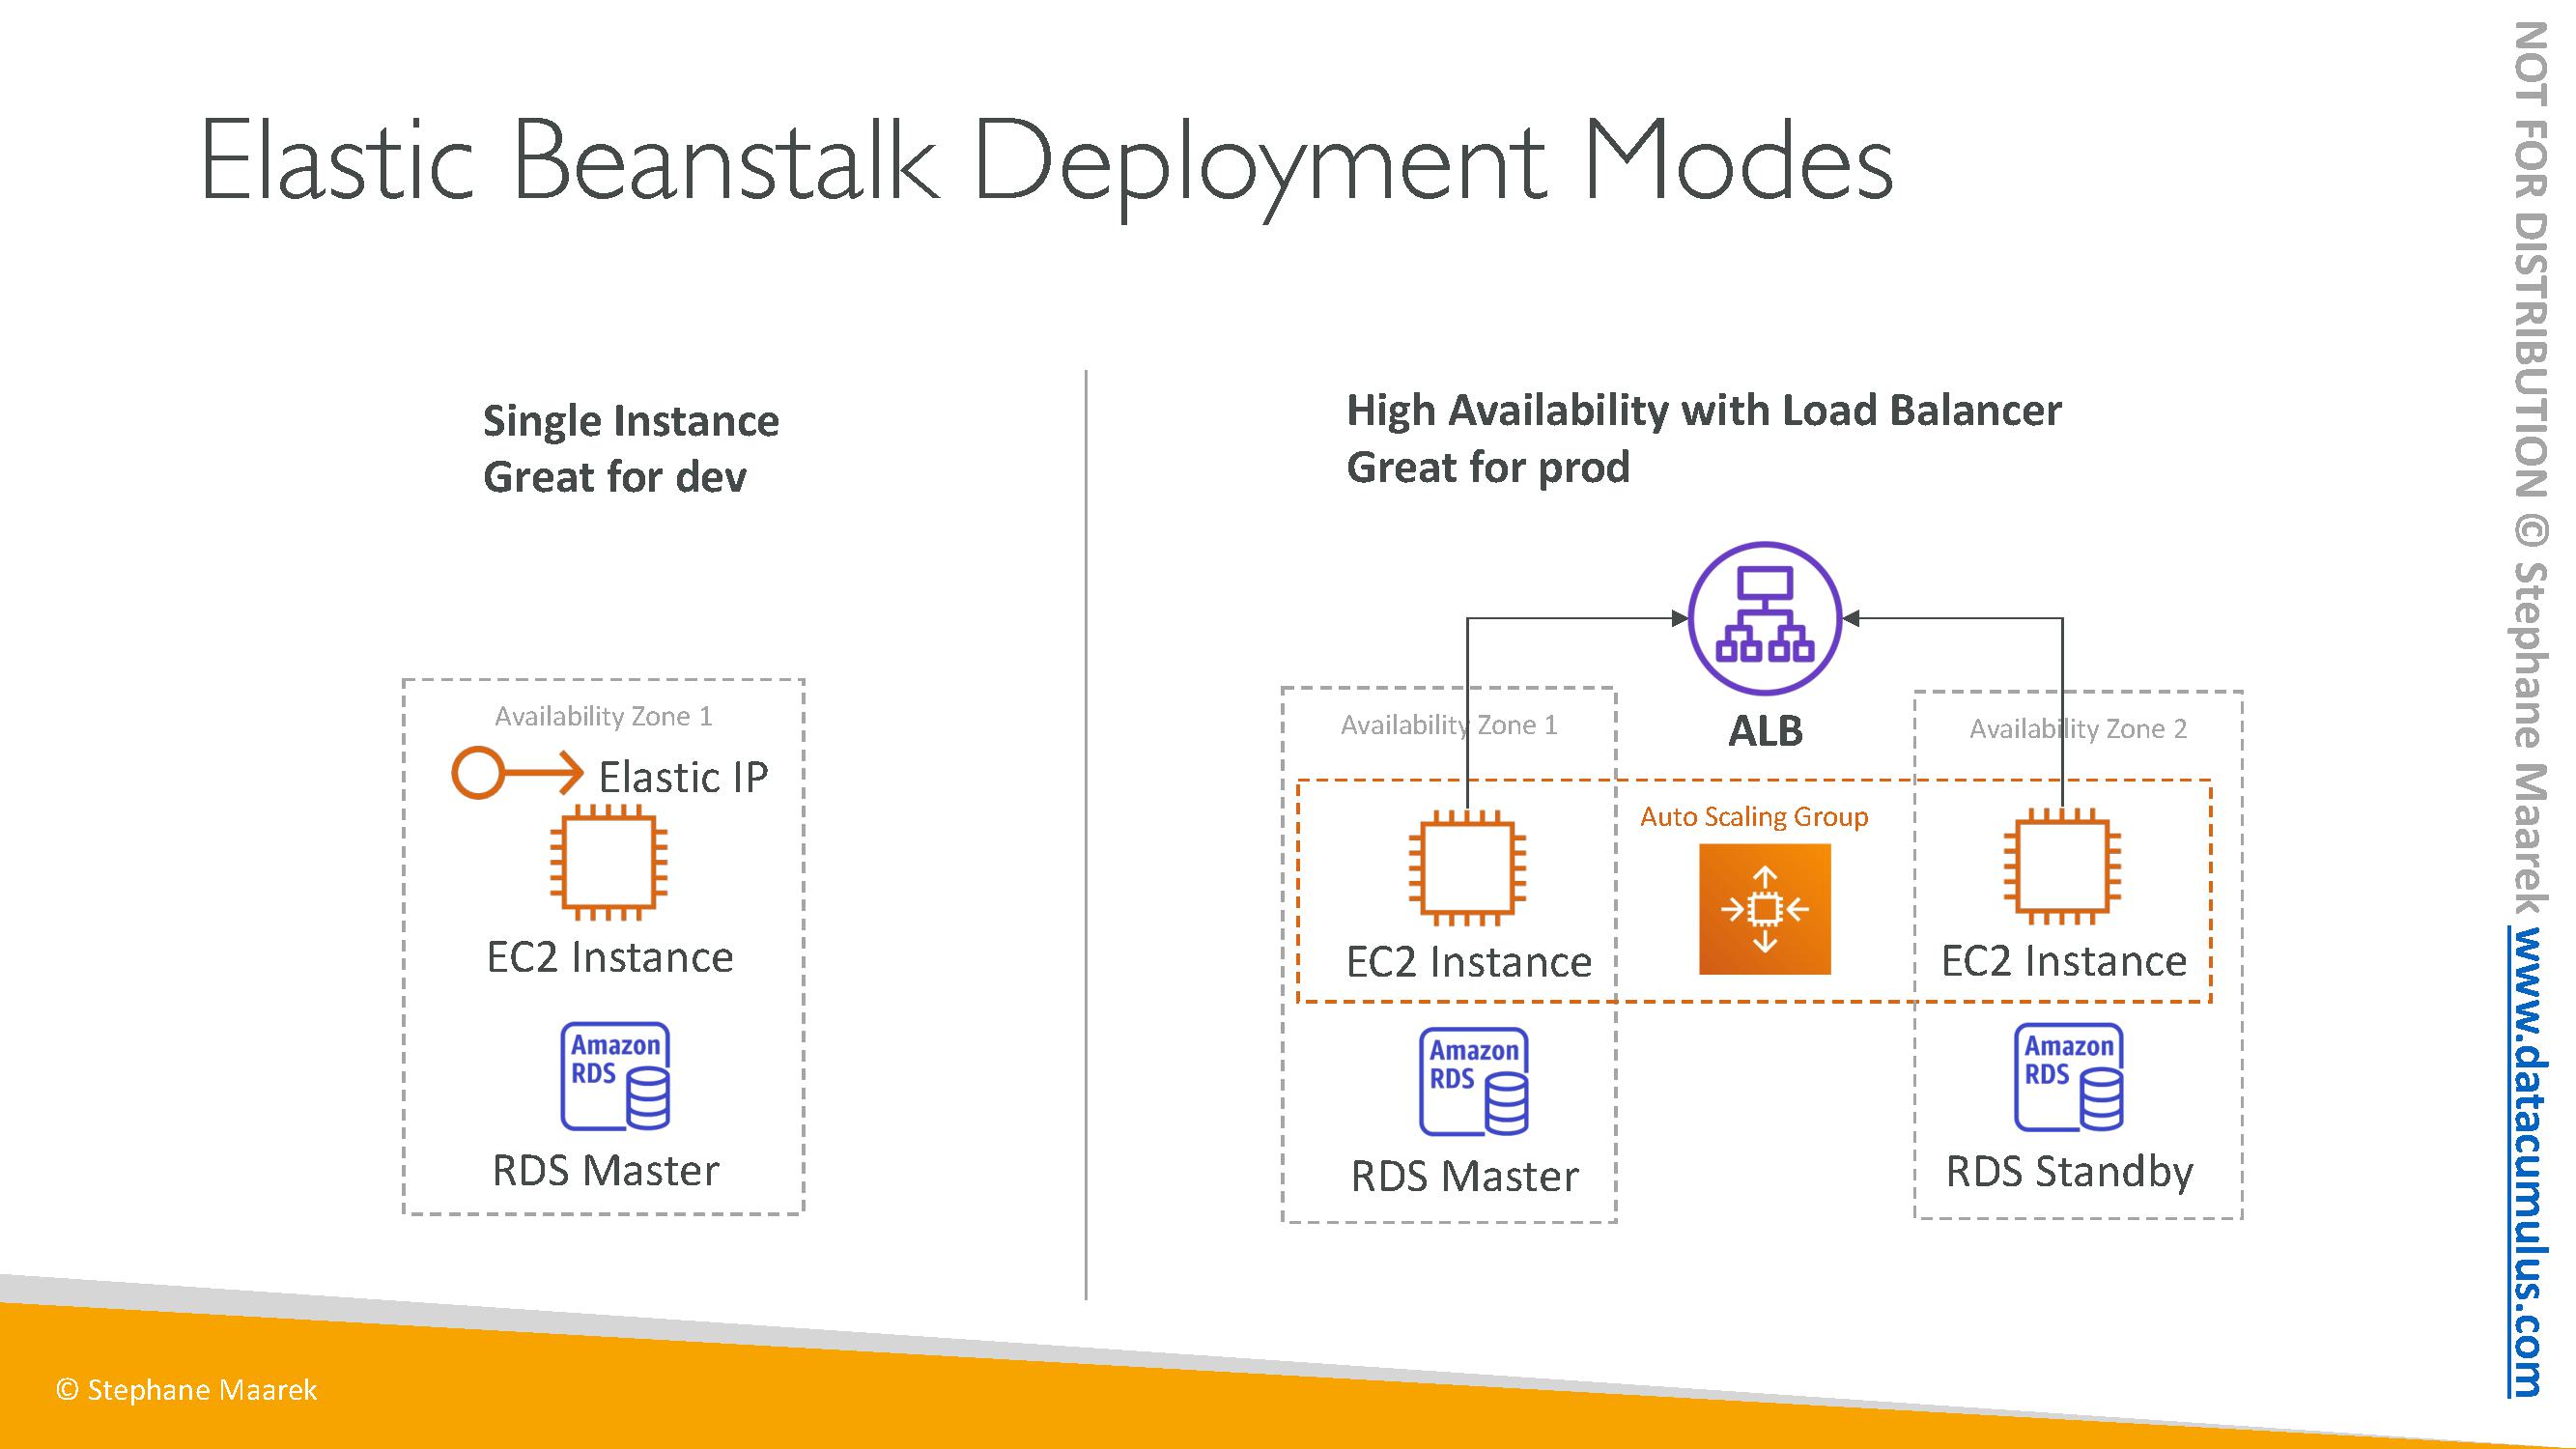 Elastic Beanstalk Deployment Modes
Single Instance
Great for dev
Availability Zone 1
Elastic IP
EC2 Instance
Amazon
RDS
RDS Master
High Availability with Load Balancer
Great for prod
ALB
Availability Zone 1
Availability Zone 2
Auto Scaling Group
EC2 Instance
EC2 Instance
Amazon
RDS
RDS Master
Amazon
RDS
RDS Standby
© Stephane Maarek
NOT FOR DISTRIBUTION © Stephane Maarek www.datacumulus.com